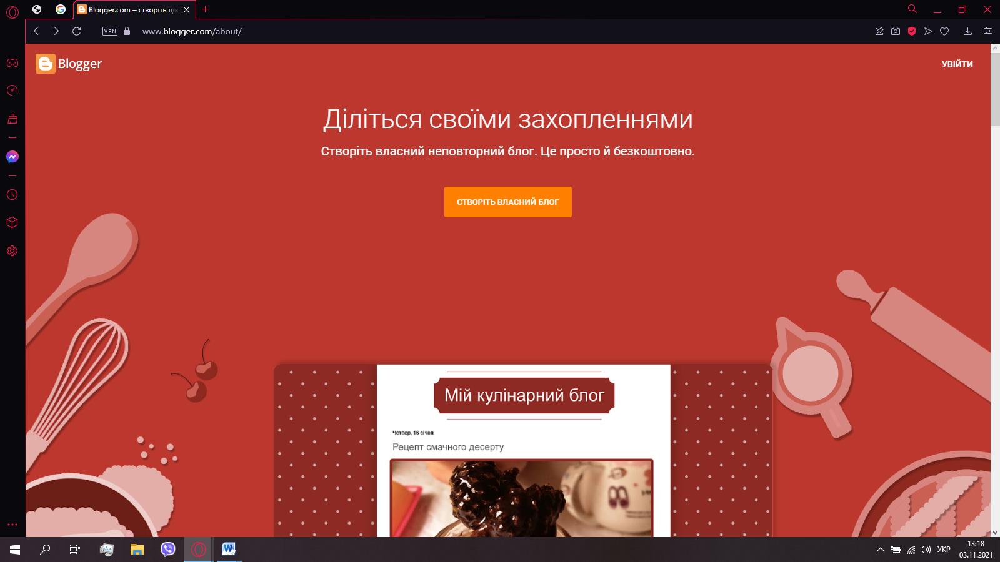 Blogger.com – створіть цік
VPN
www.blogger.com/about/
Blogger
УВІЙТИ
Діліться своїми захопленнями
Створіть власний неповторний блог. Це просто й безкоштовно.
СТВОРІТЬ ВЛАСНИЙ БЛОГ
Мій кулінарний блог
Четвер, 16 січня
Рецепт смачного десерту
УКР
13:18
03.11.2021